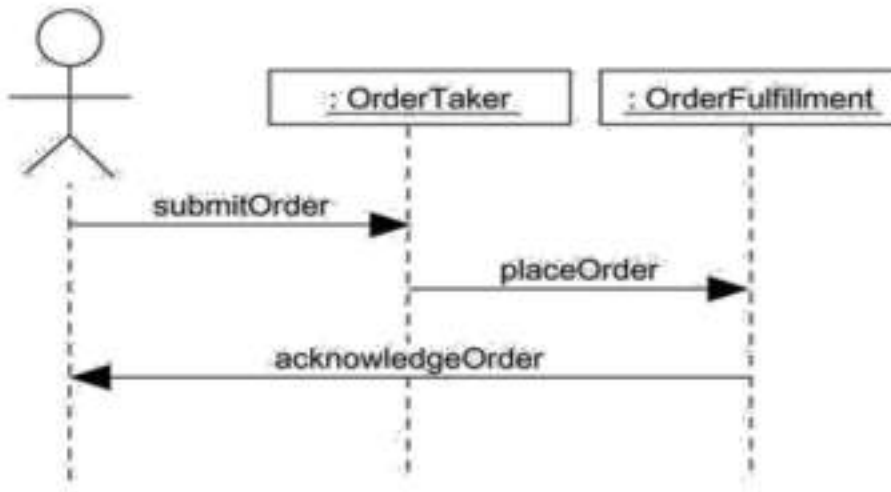 : OrderTaker
: OrderFulfillment
submitOrder
placeOrder
acknowledgeOrder